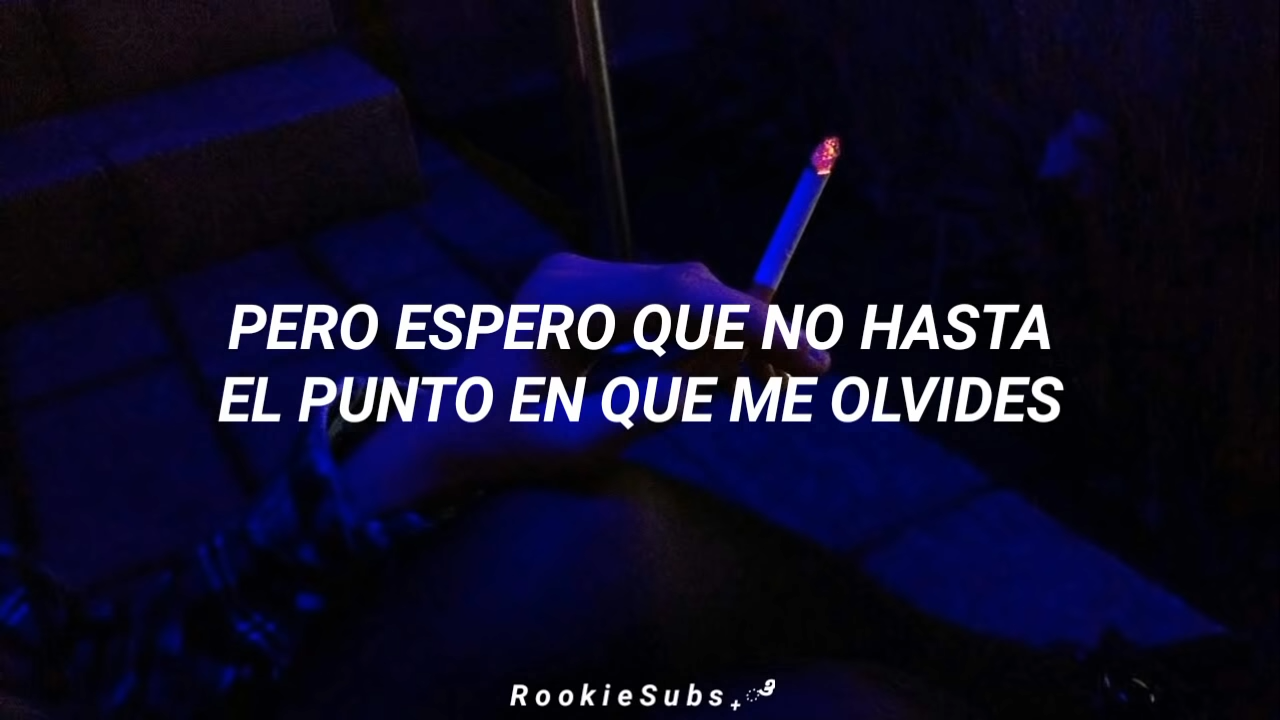 PERO ESPERO QUE NO HASTA
EL PUNTO EN QUE ME OLVIDES
RookieSubs